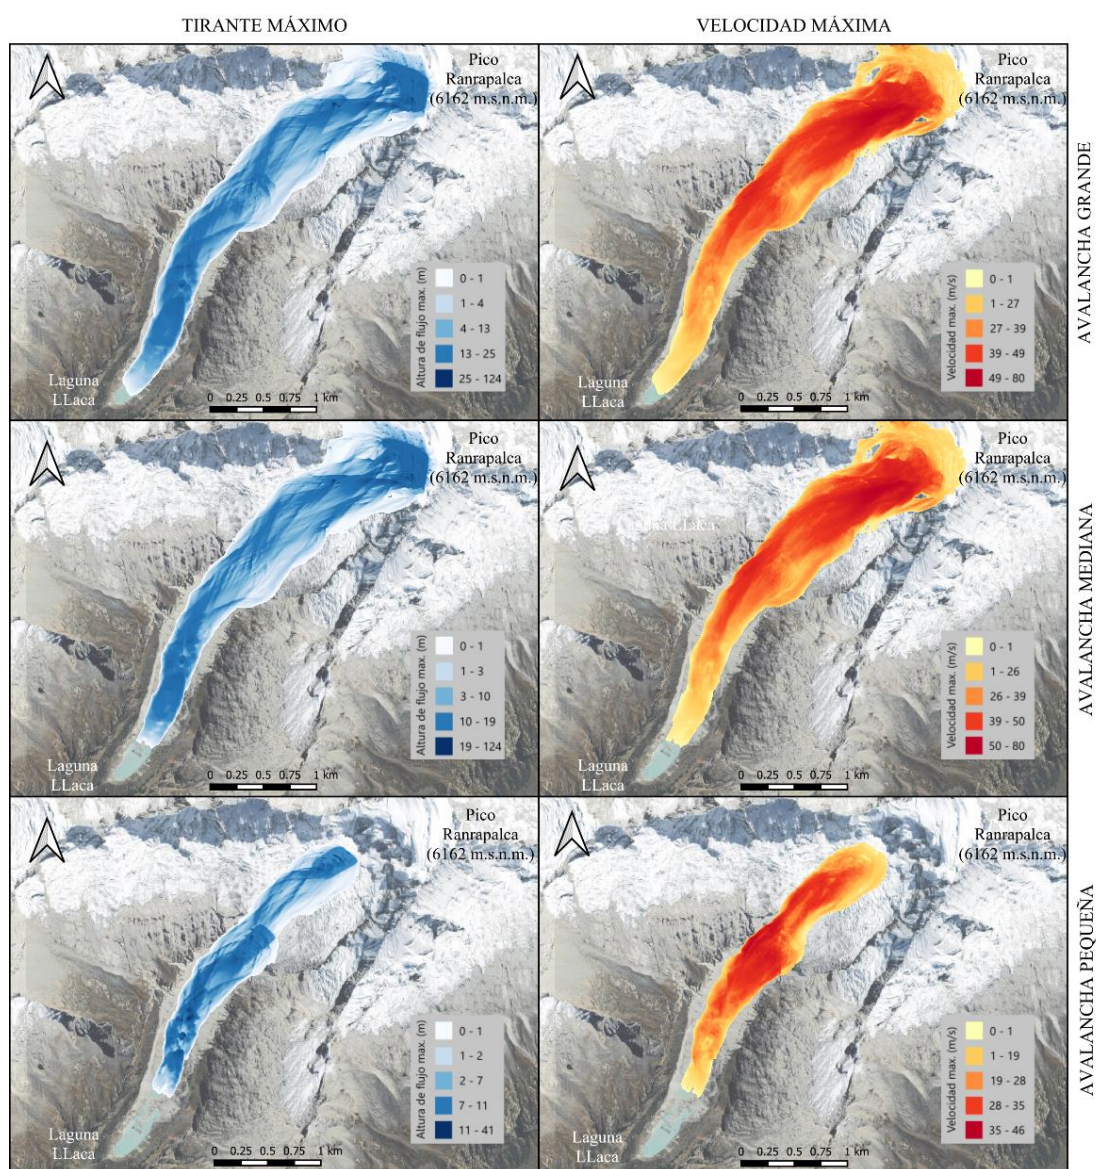 TIRANTE MÁXIMO
VELOCIDAD MÁXIMA
Pico
Ranrapalca
(6162 m.s.n.m.)
Altura de flujo max. (m)
0 - 1
1 - 4
4 - 13
13 - 25
25 - 124
Laguna
LLaca
0 0.25 0.5 0.75 1 km
Pico
Ranrapalca
(6162 m.s.n.m.)
Velocidad max. (m/s)
0 - 1
1 - 27
27 - 39
39 - 49
49 - 80
Laguna
LLaca
0 0.25 0.5 0.75 1 km
AVALANCHA GRANDE
Pico
Ranrapalca
(6162 m.s.n.m.)
Altura de flujo max. (m)
0 - 1
1 - 3
3 - 10
10 - 19
19 - 124
Laguna
LLaca
0 0.25 0.5 0.75 1 km
Pico
Ranrapalca
(6162 m.s.n.m.)
Laguna LLaca
Velocidad max. (m/s)
0 - 1
1 - 26
26 - 39
39 - 50
50 - 80
Laguna
LLaca
0 0.25 0.5 0.75 1 km
AVALANCHA MEDIANA
Pico
Ranrapalca
(6162 m.s.n.m.)
Altura de flujo max. (m)
0 - 1
1 - 2
2 - 7
7 - 11
11 - 41
Laguna
LLaca
0 0.25 0.5 0.75 1 km
Pico
Ranrapalca
(6162 m.s.n.m.)
Velocidad max. (m/s)
0 - 1
1 - 19
19 - 28
28 - 35
35 - 46
Laguna
LLaca
0 0.25 0.5 0.75 1 km
AVALANCHA PEQUEÑA